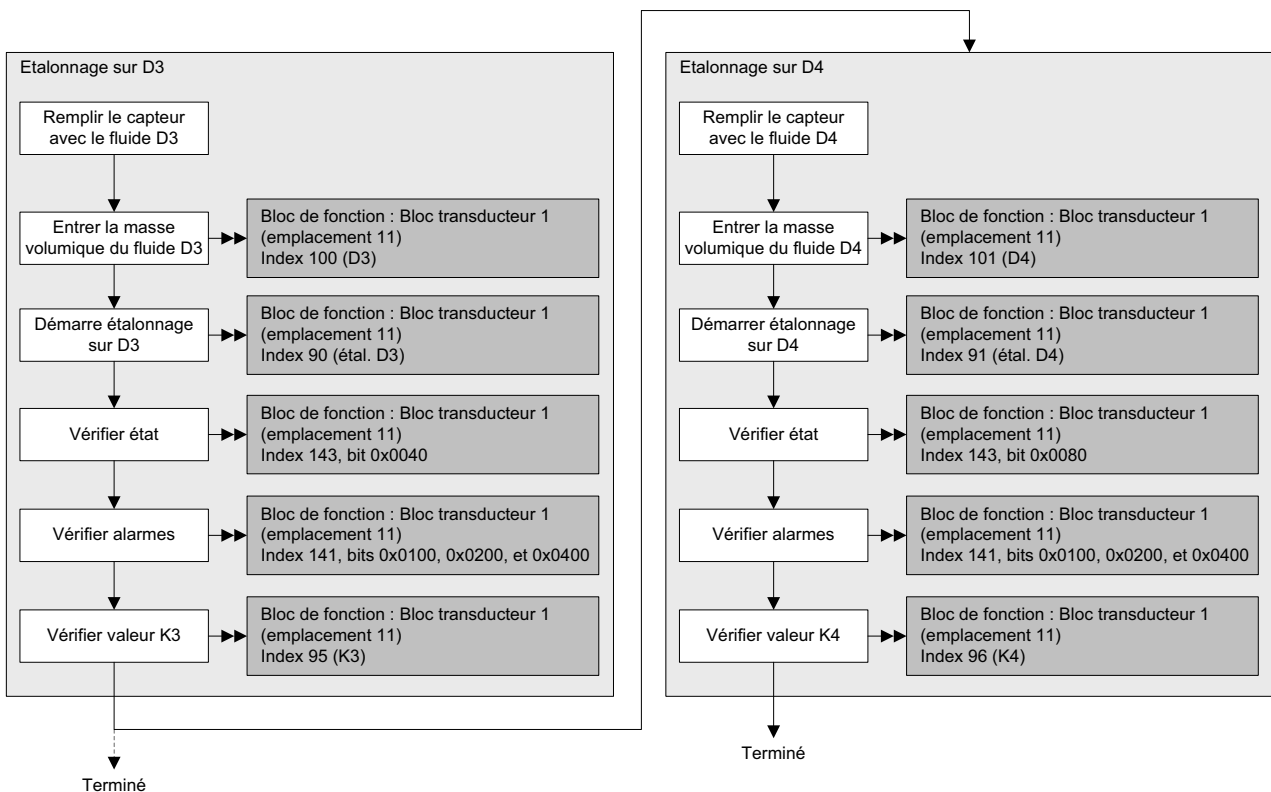 Etalonnage sur D3
Remplir le capteur
avec le fluide D3
Entrer la masse
volumique du fluide D3
Bloc de fonction : Bloc transducteur 1
(emplacement 11)
Index 100 (D3)
Démarre étalonnage
sur D3
Bloc de fonction : Bloc transducteur 1
(emplacement 11)
Index 90 (étal. D3)
Vérifier état
Bloc de fonction : Bloc transducteur 1
(emplacement 11)
Index 143, bit 0x0040
Vérifier alarmes
Bloc de fonction : Bloc transducteur 1
(emplacement 11)
Index 141, bits 0x0100, 0x0200, et 0x0400
Vérifier valeur K3
Bloc de fonction : Bloc transducteur 1
(emplacement 11)
Index 95 (K3)
Terminé
Etalonnage sur D4
Remplir le capteur
avec le fluide D4
Entrer la masse
volumique du fluide D4
Bloc de fonction : Bloc transducteur 1
(emplacement 11)
Index 101 (D4)
Démarrer étalonnage
sur D4
Bloc de fonction : Bloc transducteur 1
(emplacement 11)
Index 91 (étal. D4)
Vérifier état
Bloc de fonction : Bloc transducteur 1
(emplacement 11)
Index 143, bit 0x0080
Vérifier alarmes
Bloc de fonction : Bloc transducteur 1
(emplacement 11)
Index 141, bits 0x0100, 0x0200, et 0x0400
Vérifier valeur K4
Bloc de fonction : Bloc transducteur 1
(emplacement 11)
Index 96 (K4)
Terminé